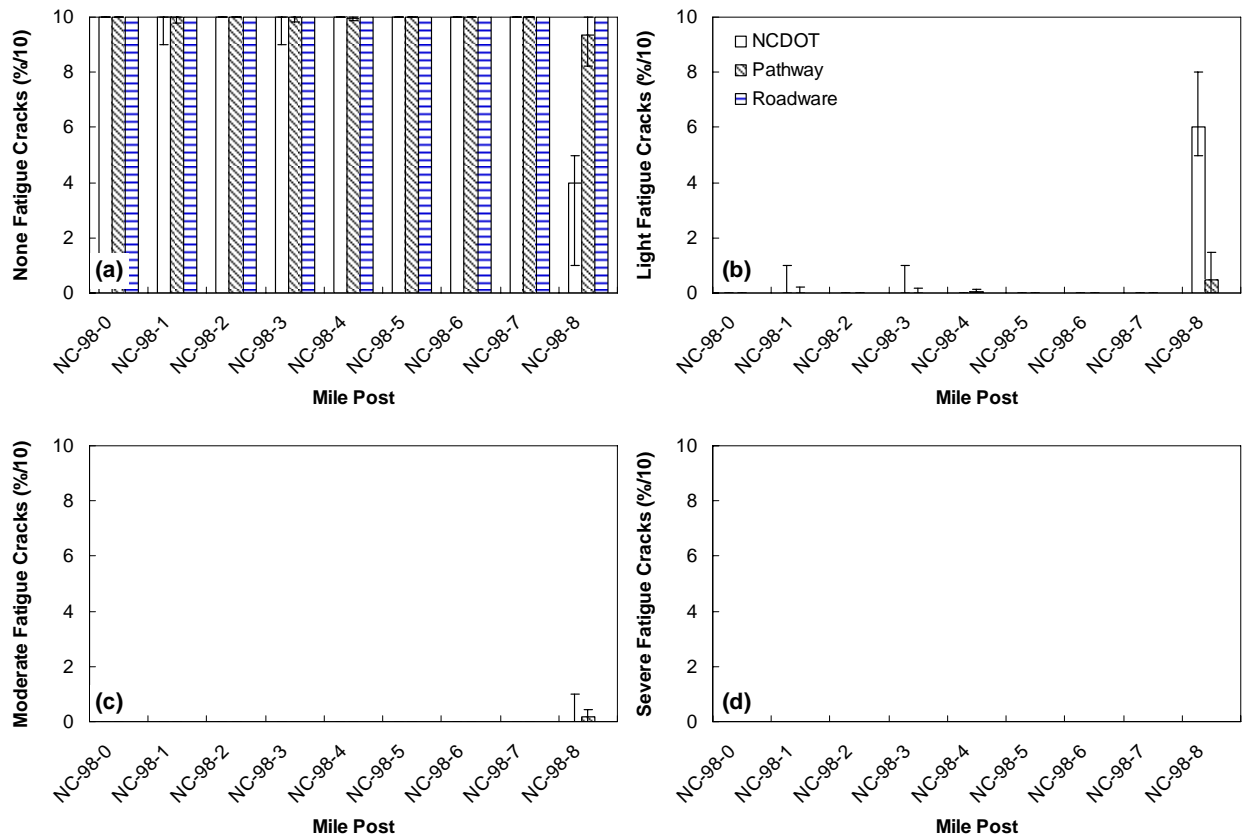 None Fatigue Cracks (%/10)
10
8
6
4
2
0
(a)
NC-98-0
NC-98-1
NC-98-2
NC-98-3
NC-98-4
NC-98-5
NC-98-6
NC-98-7
NC-98-8
Mile Post
Light Fatigue Cracks (%/10)
10
8
6
4
2
0
NCDOT
Pathway
Roadware
(b)
NC-98-0
NC-98-1
NC-98-2
NC-98-3
NC-98-4
NC-98-5
NC-98-6
NC-98-7
NC-98-8
Mile Post
Moderate Fatigue Cracks (%/10)
10
8
6
4
2
0
(c)
NC-98-0
NC-98-1
NC-98-2
NC-98-3
NC-98-4
NC-98-5
NC-98-6
NC-98-7
NC-98-8
Mile Post
Severe Fatigue Cracks (%/10)
10
8
6
4
2
0
(d)
NC-98-0
NC-98-1
NC-98-2
NC-98-3
NC-98-4
NC-98-5
NC-98-6
NC-98-7
NC-98-8
Mile Post